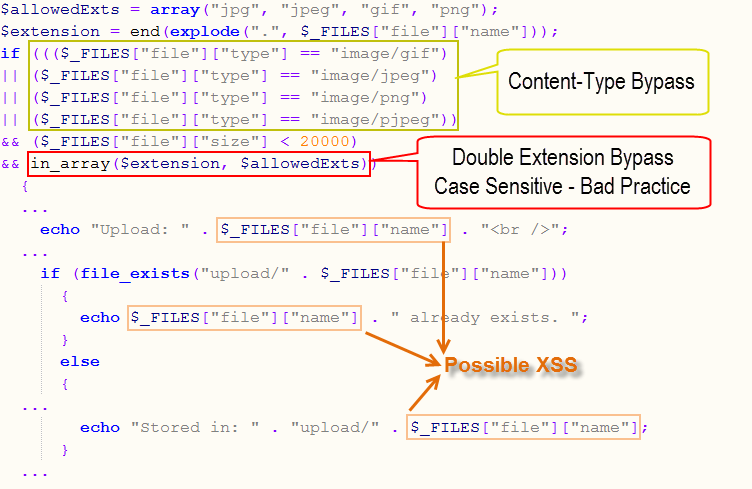 $allowedExts = array("jpg", "jpeg", "gif", "png");
$extension = end(explode(".", $_FILES["file"]["name"]));
if ((($_FILES["file"]["type"] == "image/gif")
|| ($_FILES["file"]["type"] == "image/jpeg")
|| ($_FILES["file"]["type"] == "image/png")
|| ($_FILES["file"]["type"] == "image/pjpeg"))
Content-Type Bypass
&& ($_FILES["file"]["size"] < 20000)
&& in_array($extension, $allowedExts))
Double Extension Bypass
Case Sensitive - Bad Practice
{
...
echo "Upload: " . $_FILES["file"]["name"] . "<br />";
...
if (file_exists("upload/" . $_FILES["file"]["name"]))
{
echo $_FILES["file"]["name"] . " already exists. ";
}
else
Possible XSS
{
...
echo "Stored in: " . "upload/" . $_FILES["file"]["name"];
}
...